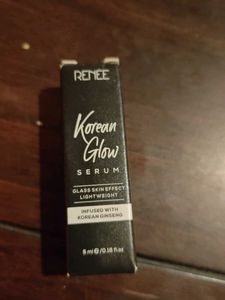 RENEE
Korean
Glow
SERUM
GLASS SKIN EFFECT
LIGHTWEIGHT
INFUSED WITH
KOREAN GINSENG
5 ml ℮/0.16 fl oz